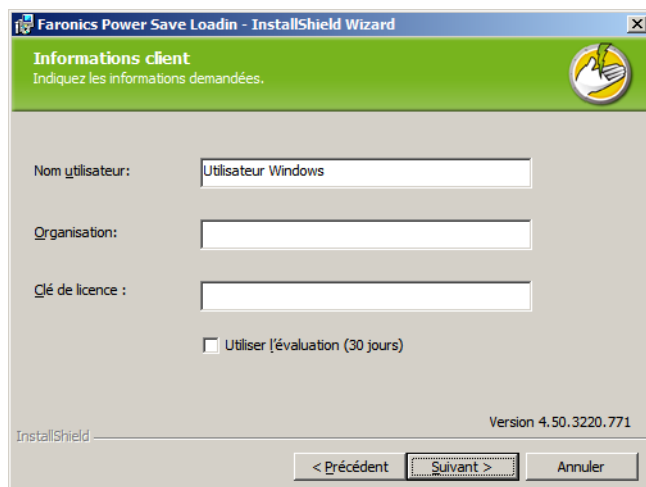 Faronics Power Save Loadin - InstallShield Wizard
Informations client
Indiquez les informations demandées.
Nom utilisateur:
Utilisateur Windows
Organisation:
Clé de licence :
Utiliser l'évaluation (30 jours)
Version 4.50.3220.771
InstallShield
< Précédent
Suivant >
Annuler